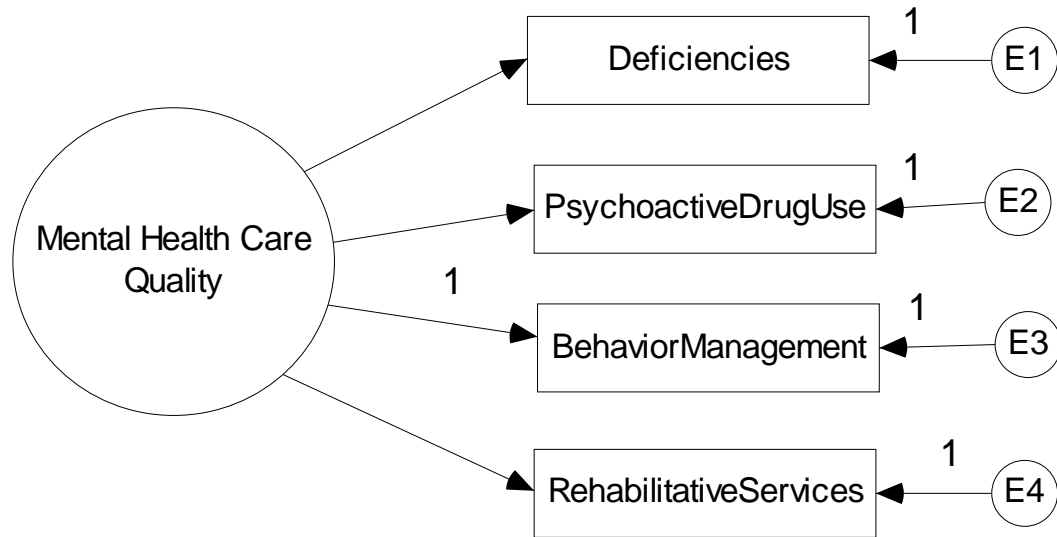 1
Deficiencies
E1
1
PsychoactiveDrugUse
E2
Mental Health Care
Quality
1
1
BehaviorManagement
E3
1
RehabilitativeServices
E4